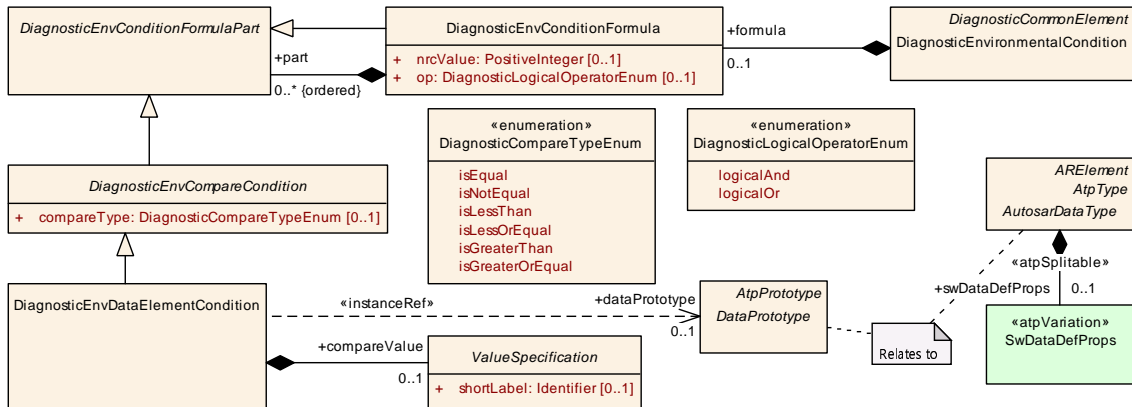 DiagnosticEnvConditionFormulaPart
DiagnosticEnvConditionFormula
+ nrcValue: PositiveInteger [0..1]
+ op: DiagnosticLogicalOperatorEnum [0..1]
+part
0..* {ordered}
+formula
0..1
DiagnosticCommonElement
DiagnosticEnvironmentalCondition
«enumeration»
DiagnosticCompareTypeEnum
isEqual
isNotEqual
isLessThan
isLessOrEqual
isGreaterThan
isGreaterOrEqual
«enumeration»
DiagnosticLogicalOperatorEnum
logicalAnd
logicalOr
DiagnosticEnvCompareCondition
+ compareType: DiagnosticCompareTypeEnum [0..1]
ARElement
AtpType
AutosarDataType
«atpSplitable»
+swDataDefProps
0..1
DiagnosticEnvDataElementCondition
«instanceRef»
+dataPrototype
0..1
AtpPrototype
DataPrototype
Relates to
«atpVariation»
SwDataDefProps
+compareValue
0..1
ValueSpecification
+ shortLabel: Identifier [0..1]